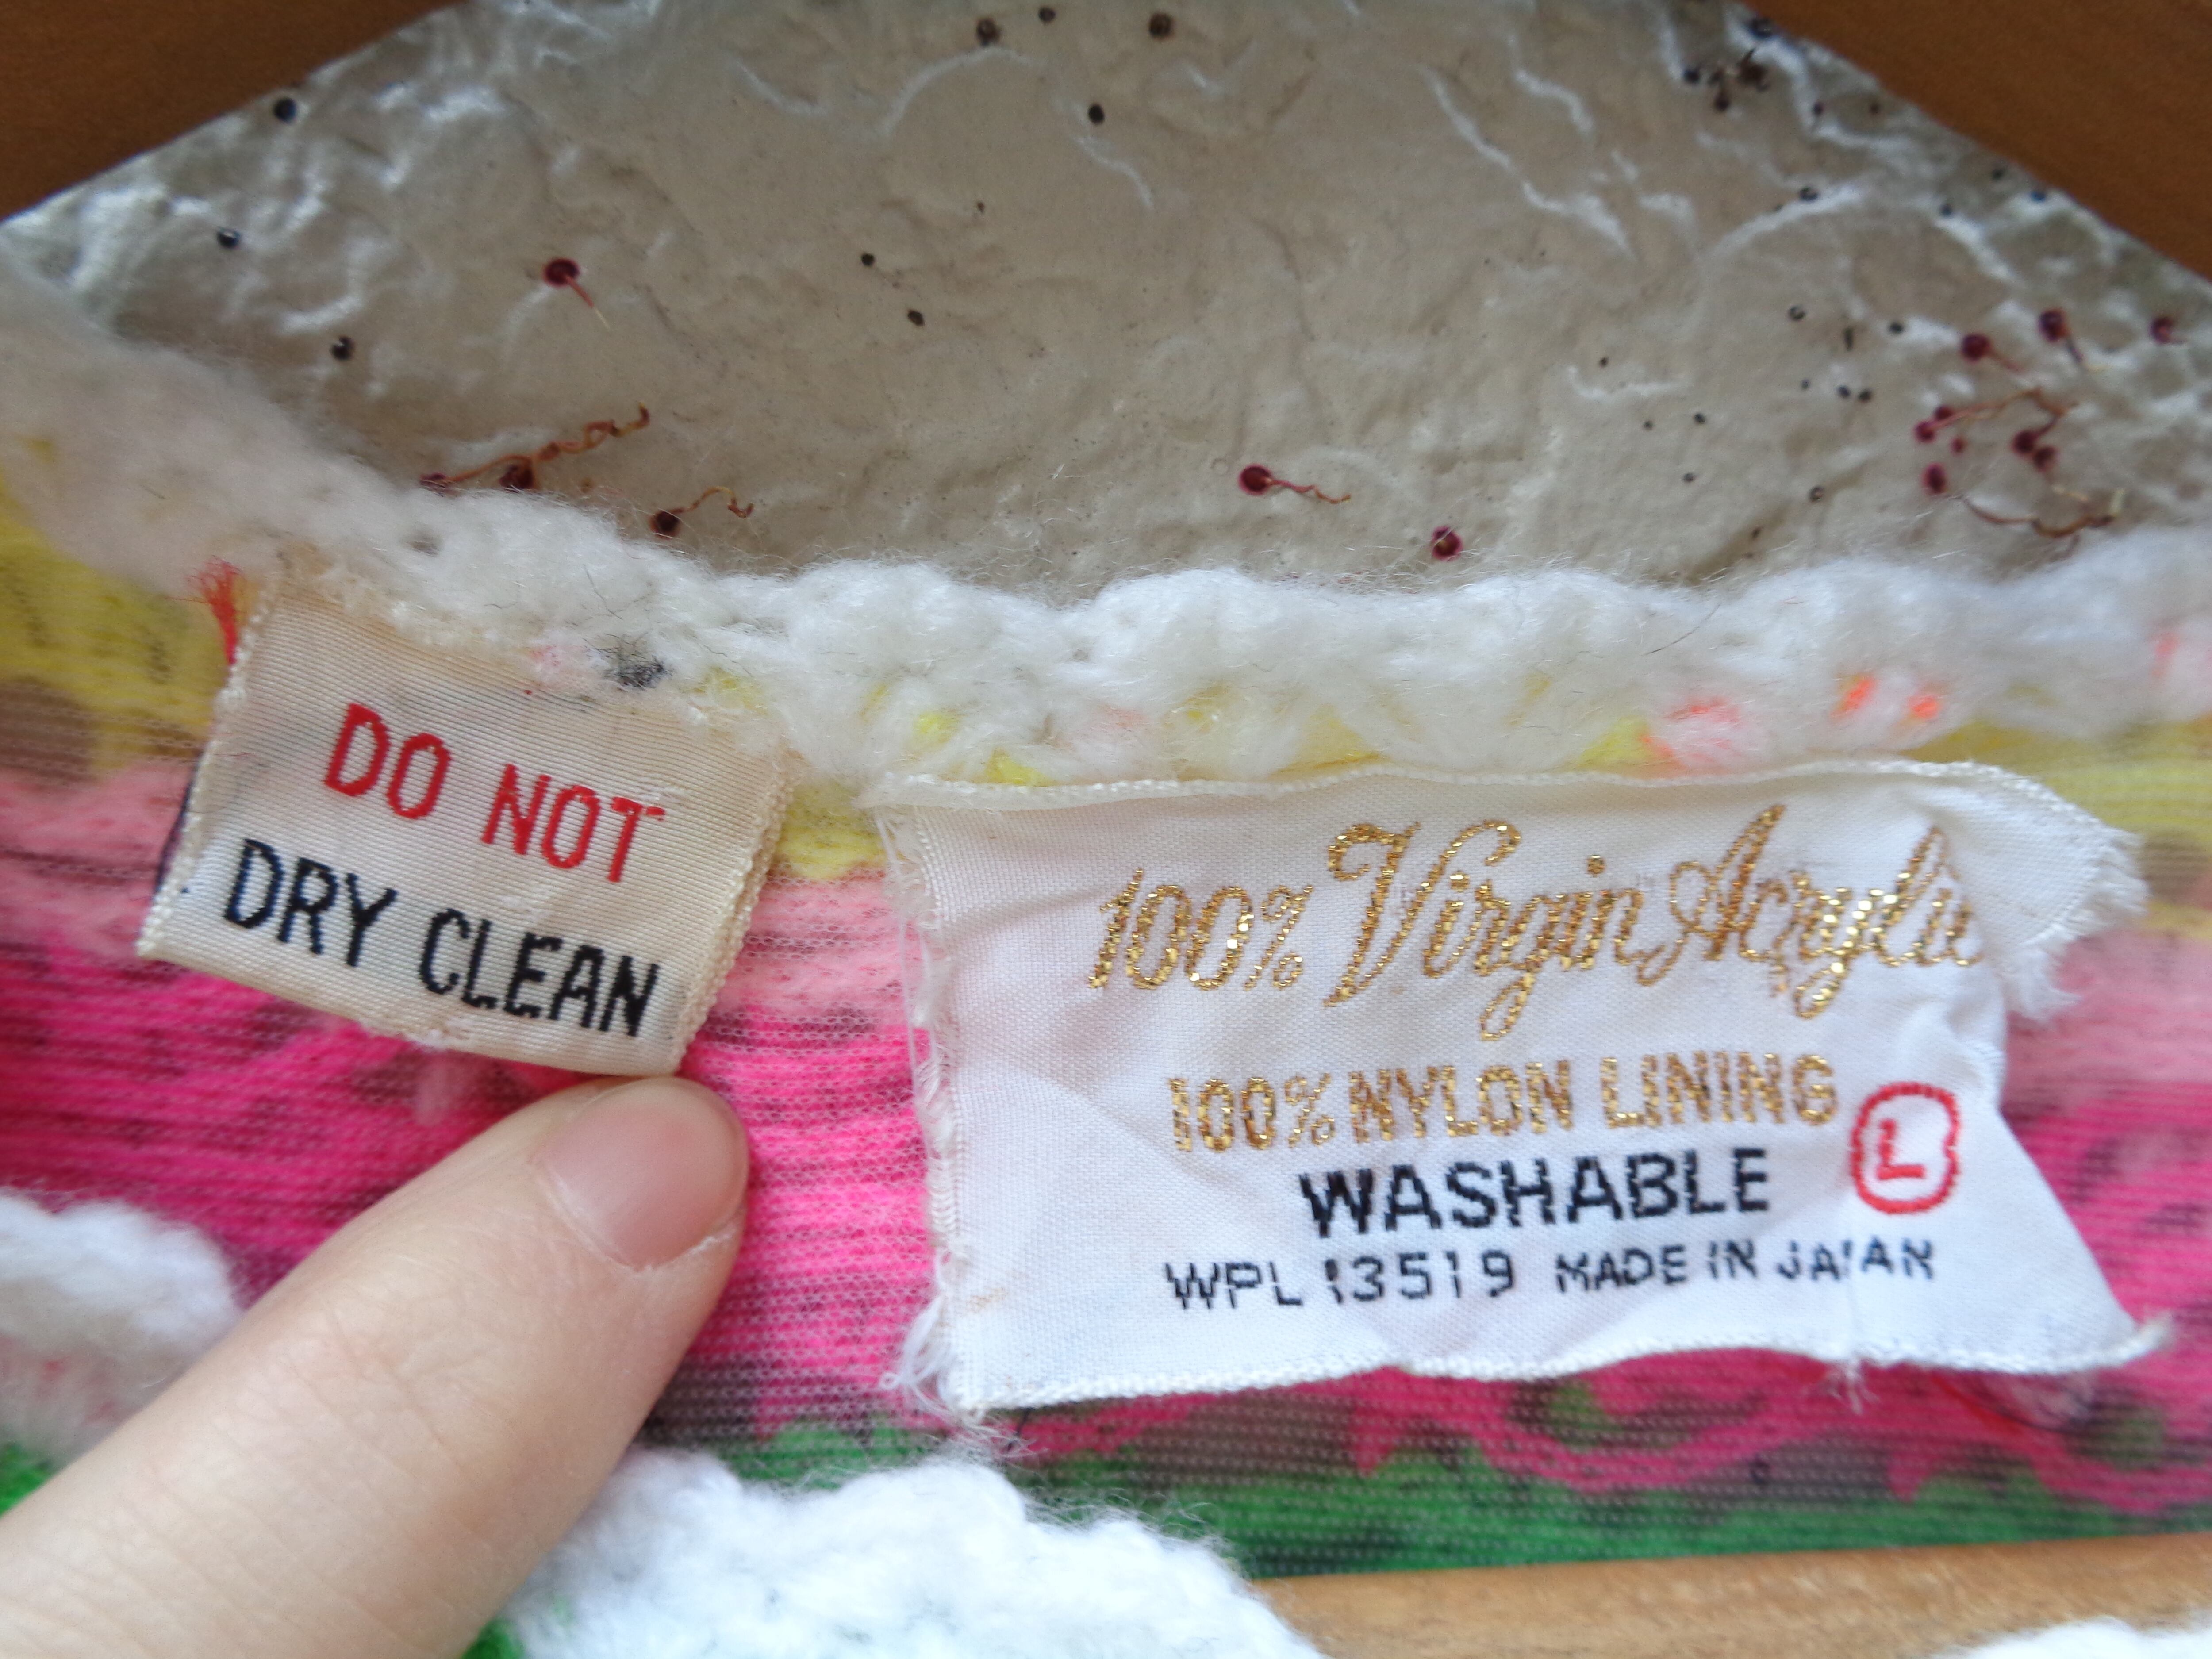 DO NOT
DRY CLEAN
100% Virgin Acrylic
100% NYLON LINING
WASHABLE
L
WPL 13519 MADE IN JAPAN